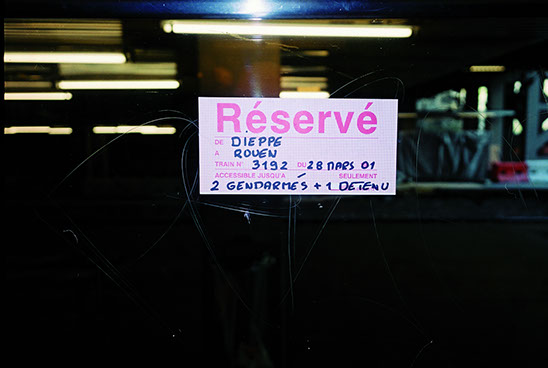 Réservé
DE DIEPPE
A ROUEN
TRAIN N° 3192 DU 28 MARS 01
ACCESSIBLE JUSQU'À SEULEMENT
2 GENDARMES + 1 DETENU